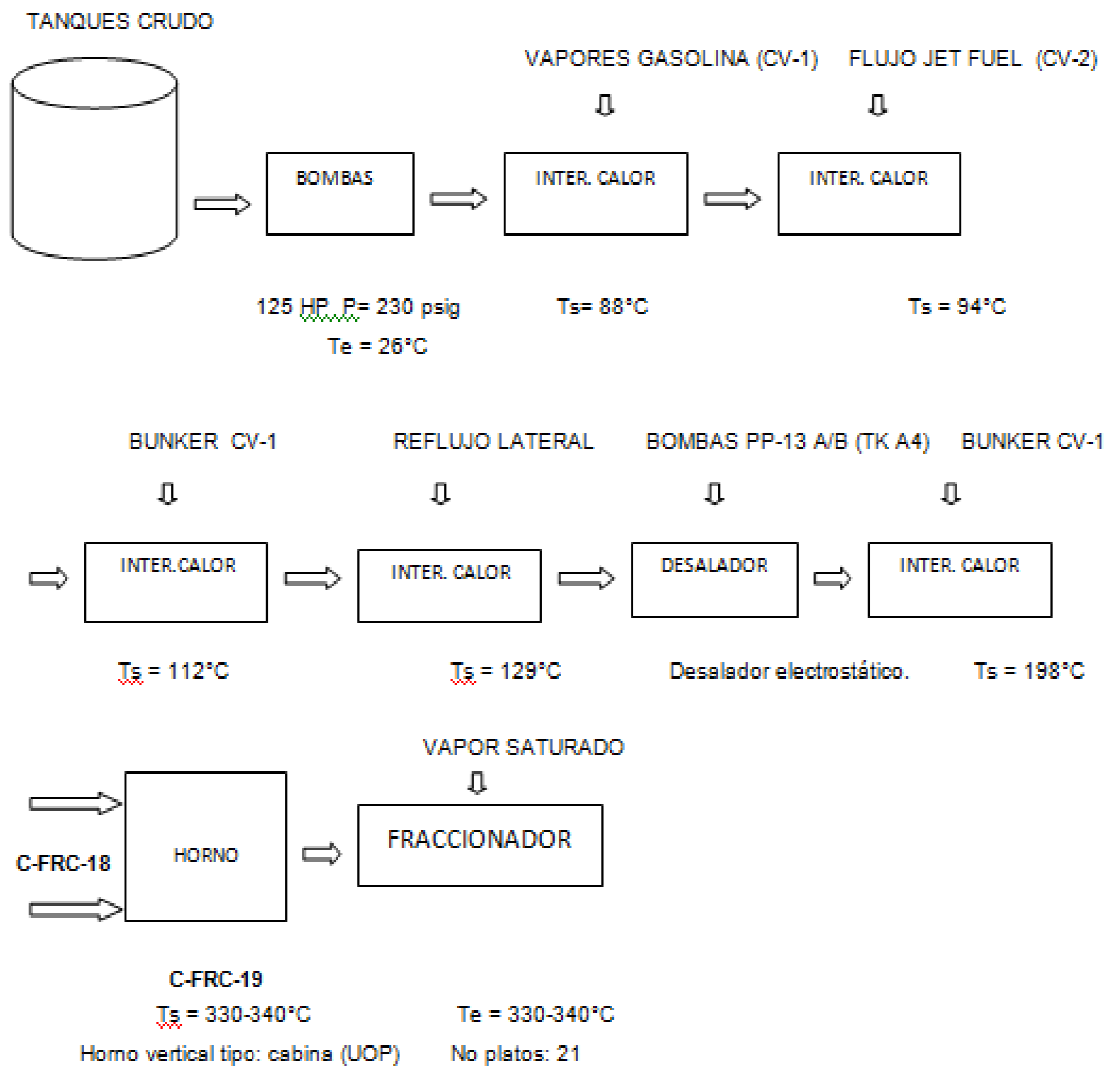 TANQUES CRUDO
VAPORES GASOLINA (CV-1) FLUJO JET FUEL (CV-2)
BOMBAS INTER. CALOR INTER. CALOR
125 HP P= 230 psig Ts= 88°C Ts = 94°C
Te = 26°C
BUNKER CV-1 REFLUJO LATERAL BOMBAS PP-13 A/B (TK A4) BUNKER CV-1
INTER.CALOR INTER. CALOR DESALADOR INTER. CALOR
Ts = 112°C Ts = 129°C Desalador electrostático. Ts = 198°C
VAPOR SATURADO
FRACCIONADOR
C-FRC-18 HORNO
C-FRC-19
Ts = 330-340°C Te = 330-340°C
Horno vertical tipo: cabina (UOP) No platos: 21